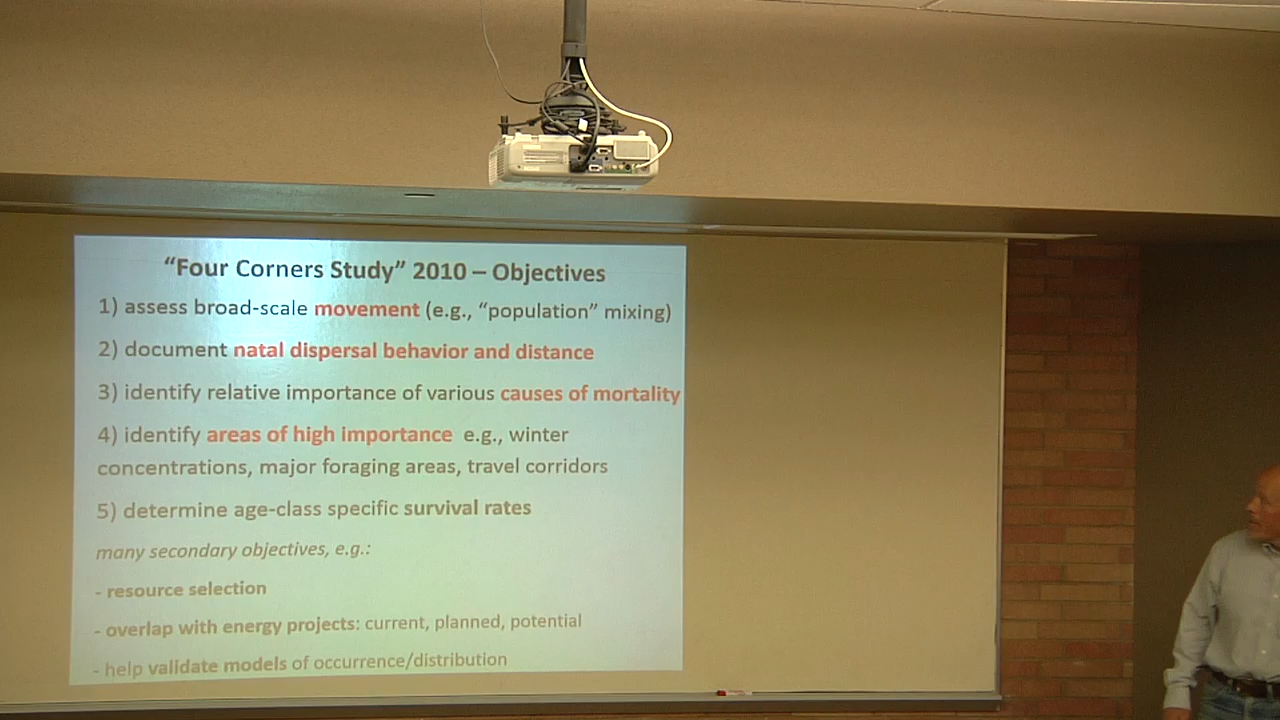 “Four Corners Study” 2010 – Objectives
1) assess broad-scale movement (e.g., “population” mixing)
2) document natal dispersal behavior and distance
3) identify relative importance of various causes of mortality
4) identify areas of high importance e.g., winter
concentrations, major foraging areas, travel corridors
5) determine age-class specific survival rates
many secondary objectives, e.g.:
- resource selection
- overlap with energy projects: current, planned, potential
- help validate models of occurrence/distribution